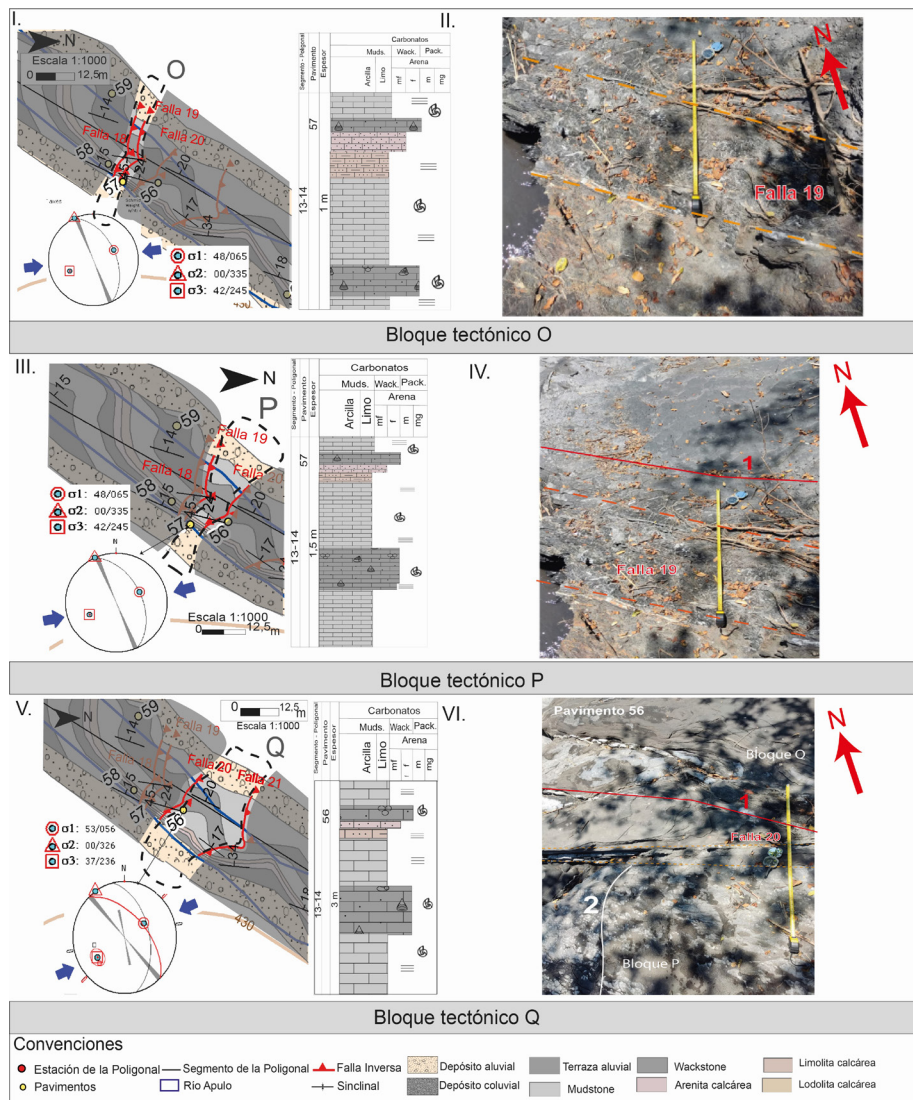 I.
N
Escala 1:1000
0 12,5m
O
59
14
Falla 19
Falla 18
Falla 20
58
15
57
45
24
20
56
17
34
18
σ1: 48/065
σ2: 00/335
σ3: 42/245
Segmento - Poligonal
Pavimento
Espesor
Carbonatos
Muds.
Wack.
Pack.
Arena
Arcilla
Limo
mf
f
m
mg
57
13-14
1 m
II.
N
Falla 19
Bloque tectónico O
III.
N
P
15
59
14
Falla 19
Falla 18
Falla 20
58
15
20
24
45
57
56
17
σ1: 48/065
σ2: 00/335
σ3: 42/245
N
Escala 1:1000
0 12,5m
Segmento - Poligonal
Pavimento
Espesor
Carbonatos
Muds.
Wack.
Pack.
Arena
Arcilla
Limo
mf
f
m
mg
57
13-14
1,5 m
IV.
N
1
Falla 19
Bloque tectónico P
V.
N
0 12,5 m
Escala 1:1000
Q
59
14
Falla 19
Falla 18
Falla 20
Falla 21
58
15
45
20
57
56
17
34
18
430
σ1: 53/056
σ2: 00/326
σ3: 37/236
N
Segmento - Poligonal
Pavimento
Espesor
Carbonatos
Muds.
Wack.
Pack.
Arena
Arcilla
Limo
mf
f
m
mg
56
13-14
3 m
VI.
Pavimento 56
N
Bloque Q
1
Falla 20
2
Bloque P
Bloque tectónico Q
Convenciones
Estación de la Poligonal
Segmento de la Poligonal
Falla Inversa
Depósito aluvial
Terraza aluvial
Wackstone
Limolita calcárea
Pavimentos
Río Apulo
Sinclinal
Depósito coluvial
Mudstone
Arenita calcárea
Lodolita calcárea